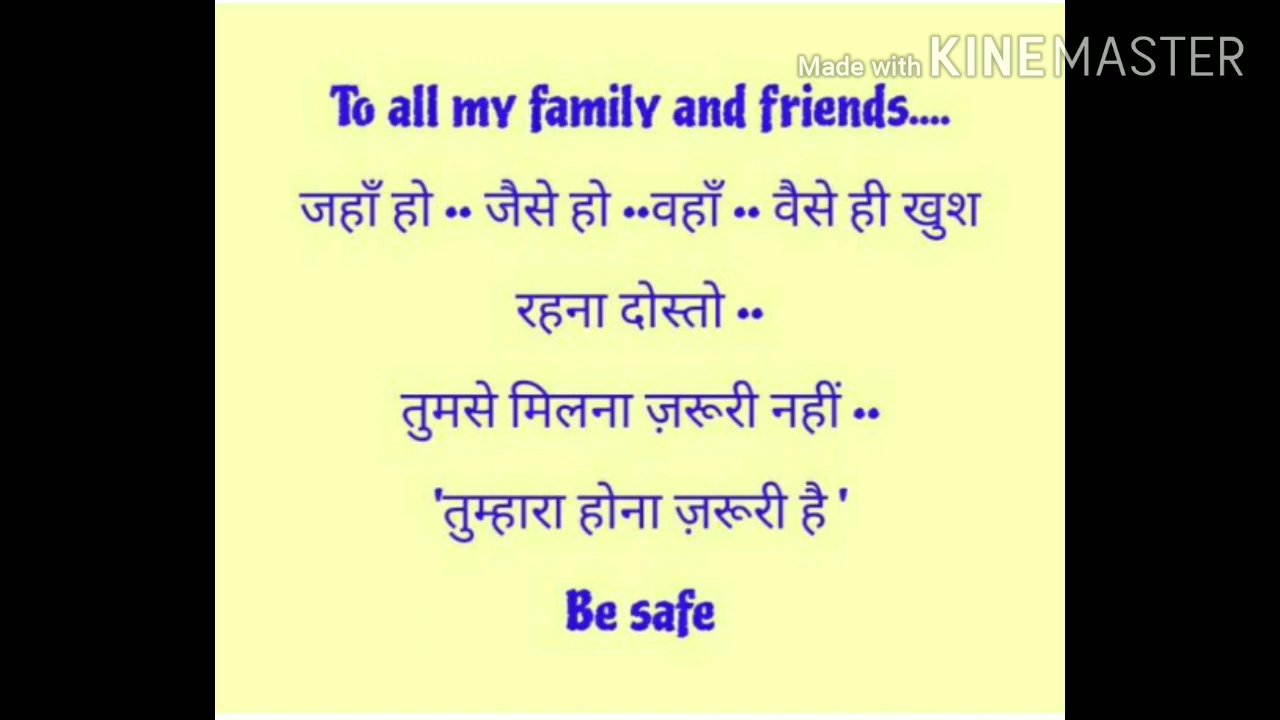 Made with KINEMASTER
To all my family and friends....
जहाँ हो •• जैसे हो ••वहाँ •• वैसे ही खुश
रहना दोस्तो ••
तुमसे मिलना ज़रूरी नहीं ••
'तुम्हारा होना ज़रूरी है '
Be safe